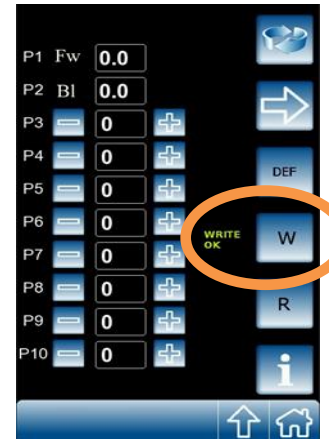 P1 Fw 0.0
P2 Bl 0.0
P3 0
P4 0
DEF
P5 0
P6 0
WRITE
OK
W
P7 0
P8 0
R
P9 0
P10 0
i